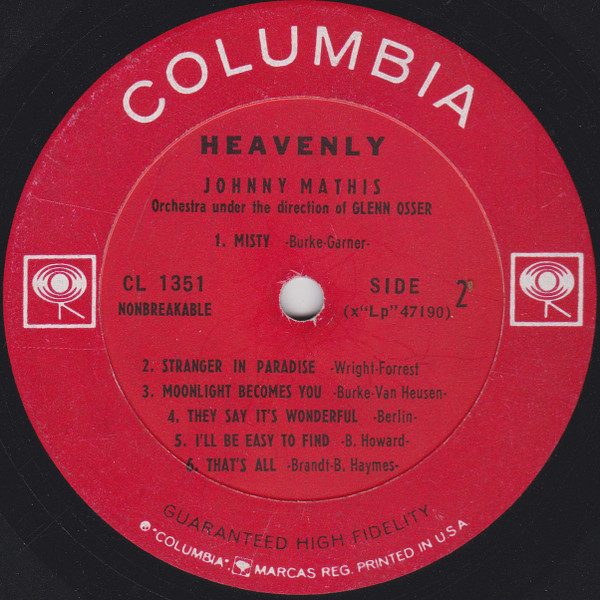 COLUMBIA
HEAVENLY
JOHNNY MATHIS
Orchestra under the direction of GLENN OSSER
1. MISTY -Burke-Garner-
CL 1351
NONBREAKABLE
SIDE 2
(x"Lp"47190)
2. STRANGER IN PARADISE -Wright-Forrest
3. MOONLIGHT BECOMES YOU -Burke-Van Heusen-
4. THEY SAY IT'S WONDERFUL -Berlin-
5. I'LL BE EASY TO FIND -B. Howard-
6. THAT'S ALL -Brandt-B. Haymes-
GUARANTEED HIGH FIDELITY
"COLUMBIA", MARCAS REG. PRINTED IN U.S.A.